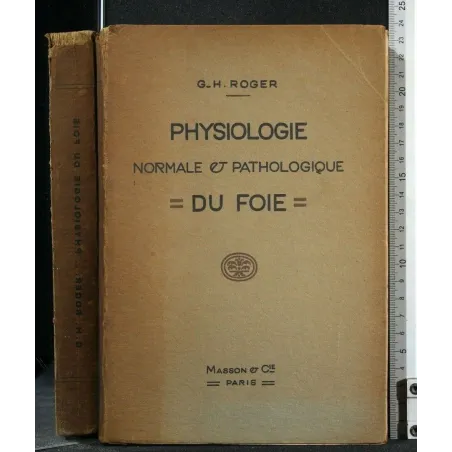 G-H. ROGER
PHYSIOLOGIE
NORMALE & PATHOLOGIQUE
= DU FOIE =
MASSON & CIE
PARIS
G-H. ROGER - PHYSIOLOGIE DU FOIE